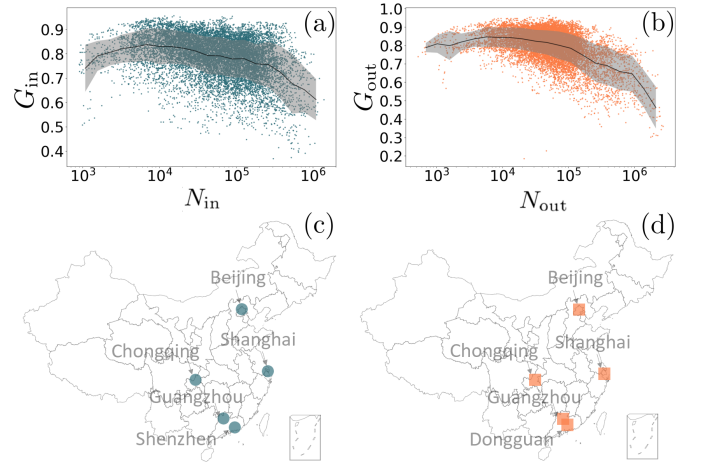 (a)
0.9
0.8
0.7
0.6
0.5
0.4
G_in
10^3 10^4 10^5 10^6
N_in
(b)
1.0
0.9
0.8
0.7
0.6
0.5
0.4
0.3
0.2
G_out
10^3 10^4 10^5 10^6
N_out
(c)
Beijing
Shanghai
Chongqing
Guangzhou
Shenzhen
(d)
Beijing
Shanghai
Chongqing
Guangzhou
Dongguan